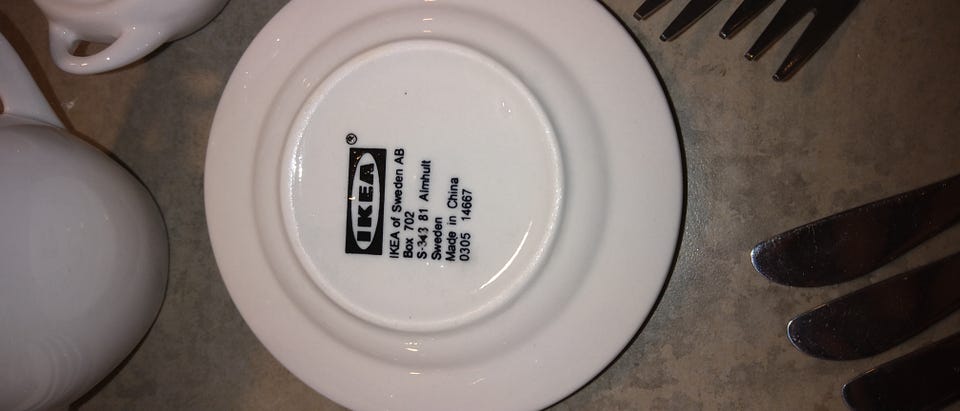 IKEA®
IKEA of Sweden AB
Box 702
S-343 81 Almhult
Sweden
Made in China
0305 14667